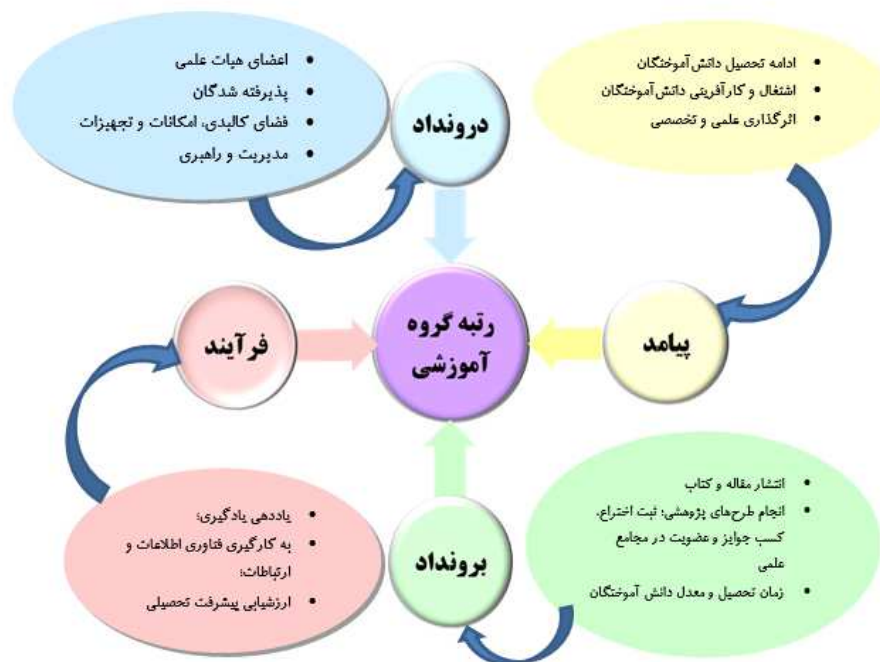 • اعضای هیات علمی
• پذیرفته شدگان
• فضای کالبدی، امکانات و تجهیزات
• مدیریت و راهبری
درونداد
• ادامه تحصیل دانش‌آموختگان
• اشتغال و کارآفرینی دانش‌آموختگان
• اثرگذاری علمی و تخصصی
پیامد
رتبه گروه
آموزشی
فرآیند
• یاددهی یادگیری؛
• به کارگیری فناوری اطلاعات و
ارتباطات؛
• ارزشیابی پیشرفت تحصیلی
برونداد
• انتشار مقاله و کتاب
• انجام طرح‌های پژوهشی؛ ثبت اختراع،
کسب جوایز و عضویت در مجامع
علمی
• زمان تحصیل و معدل دانش آموختگان